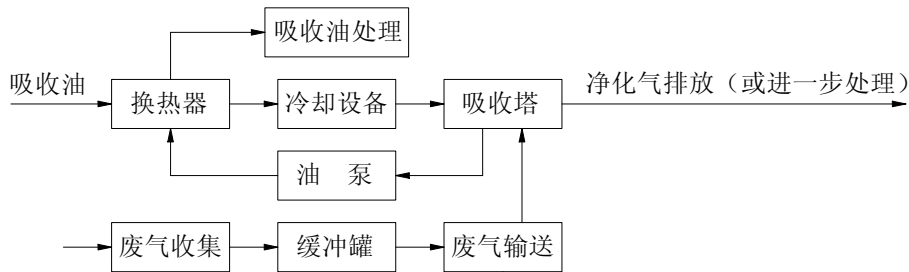 吸收油处理
吸收油
换热器
冷却设备
吸收塔
净化气排放（或进一步处理）
油 泵
废气收集
缓冲罐
废气输送